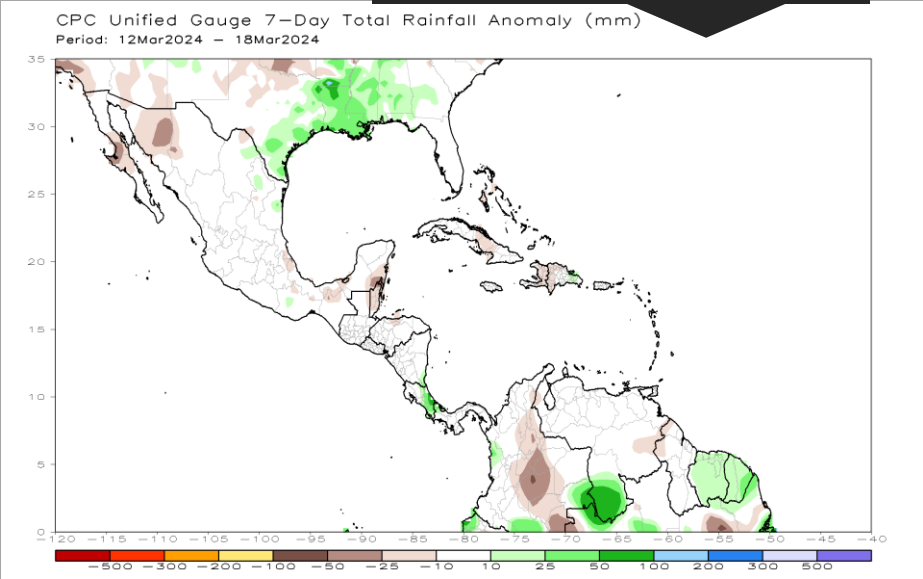 CPC Unified Gauge 7-Day Total Rainfall Anomaly (mm)
Period: 12Mar2024 - 18Mar2024
35
30
25
20
15
10
5
0
-120 -115 -110 -105 -100 -95 -90 -85 -80 -75 -70 -65 -60 -55 -50 -45 -40
-500 -300 -200 -100 -50 -25 -10 10 25 50 100 200 300 500